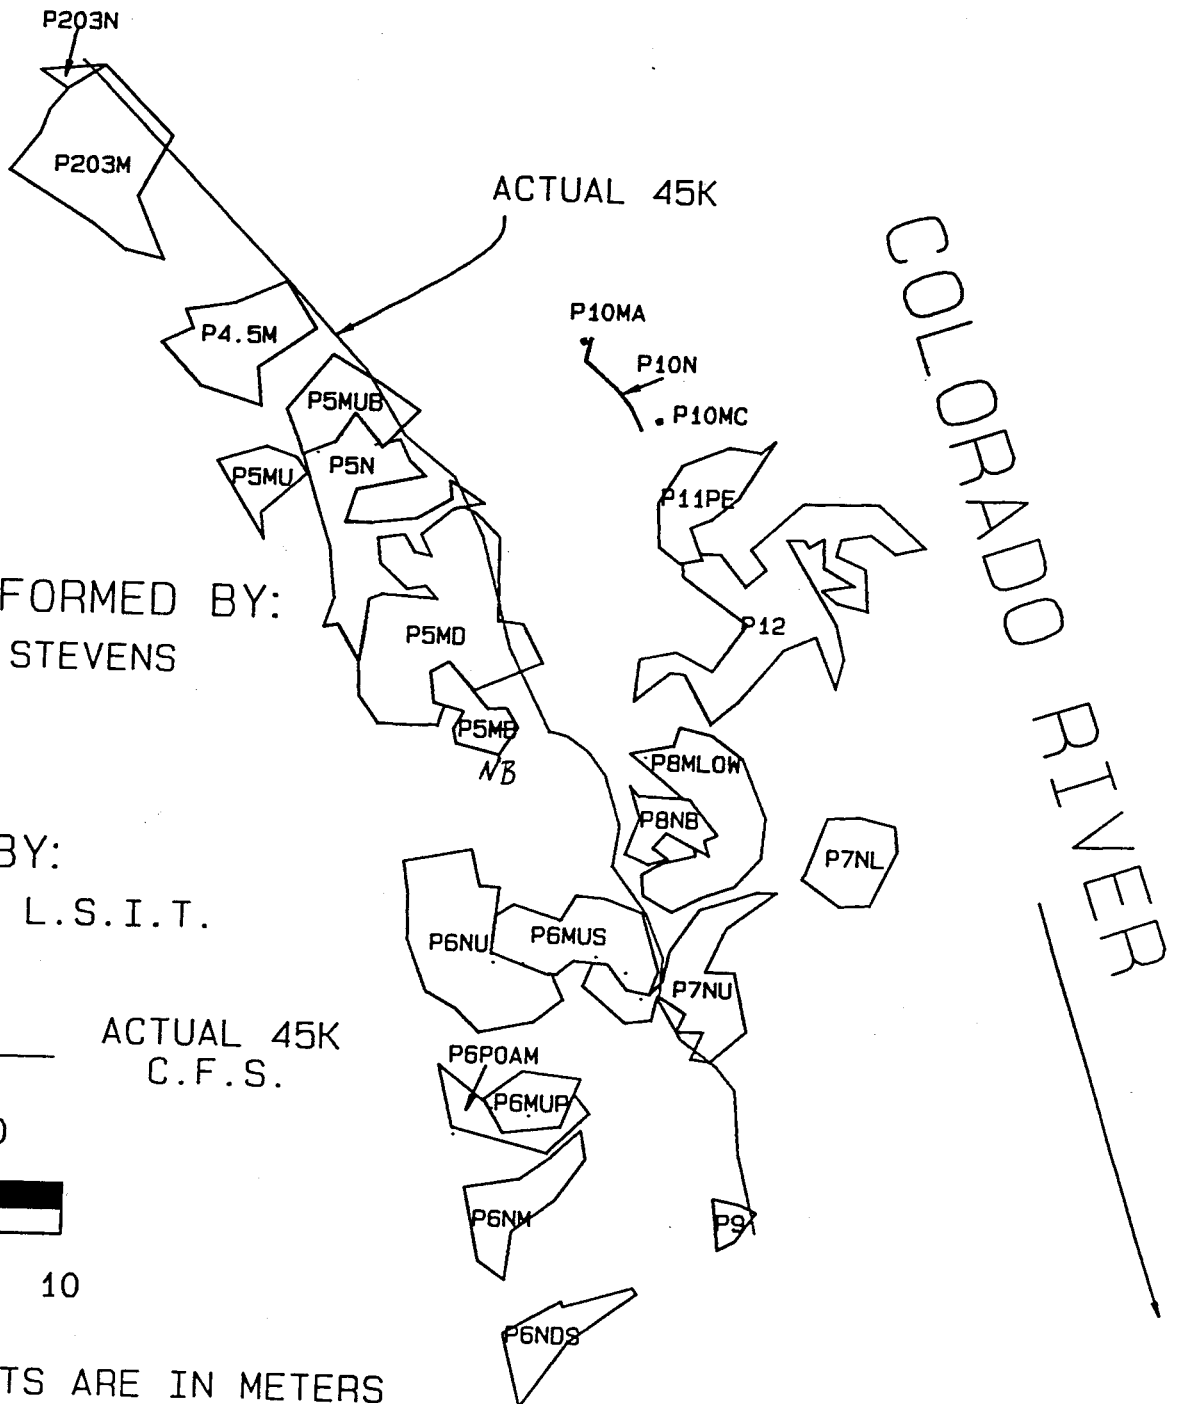 P203N
P203M
ACTUAL 45K
P4.5M
P10MA
P10N
P10MC
P5MUB
P5N
P5MU
P11PE
COLORADO RIVER
FORMED BY:
STEVENS
P5MD
P12
P5MB
NB
P8MLOW
P8NB
P7NL
BY:
L.S.I.T.
P6NU
P6MUS
P7NU
ACTUAL 45K
C.F.S.
P6POAM
P6MUP
P6NM
P9
10
P6NDS
TS ARE IN METERS